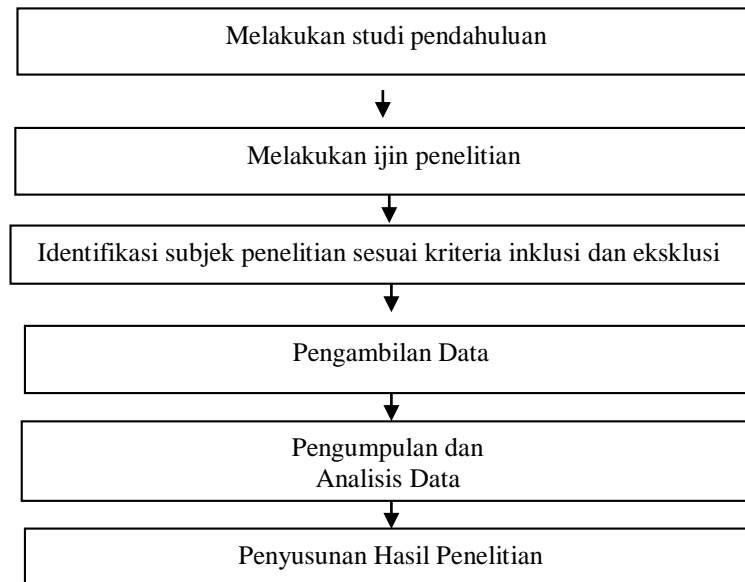 Melakukan studi pendahuluan
Melakukan ijin penelitian
Identifikasi subjek penelitian sesuai kriteria inklusi dan eksklusi
Pengambilan Data
Pengumpulan dan
Analisis Data
Penyusunan Hasil Penelitian